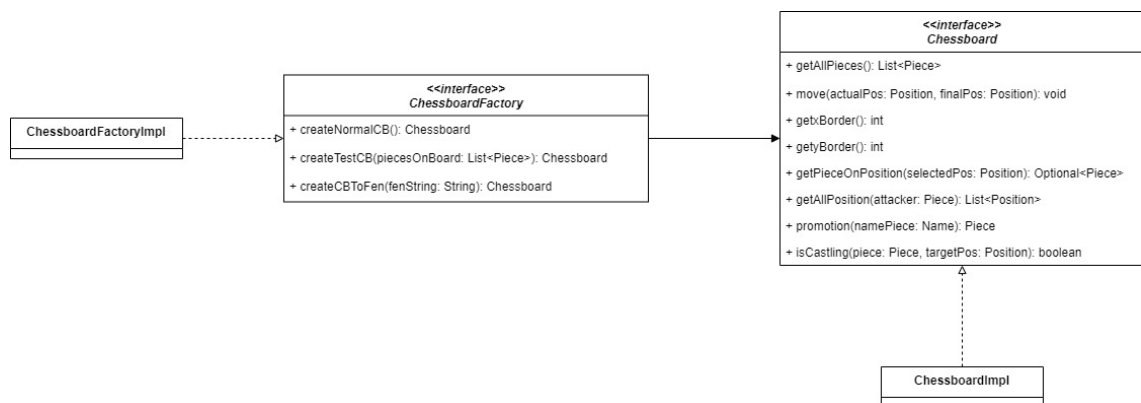 <<interface>>
Chessboard
+ getAllPieces(): List<Piece>
+ move(actualPos: Position, finalPos: Position): void
+ getxBorder(): int
+ getyBorder(): int
+ getPieceOnPosition(selectedPos: Position): Optional<Piece>
+ getAllPosition(attacker: Piece): List<Position>
+ promotion(namePiece: Name): Piece
+ isCastling(piece: Piece, targetPos: Position): boolean
<<interface>>
ChessboardFactory
+ createNormalCB(): Chessboard
+ createTestCB(piecesOnBoard: List<Piece>): Chessboard
+ createCBToFen(fenString: String): Chessboard
ChessboardFactoryImpl
ChessboardImpl